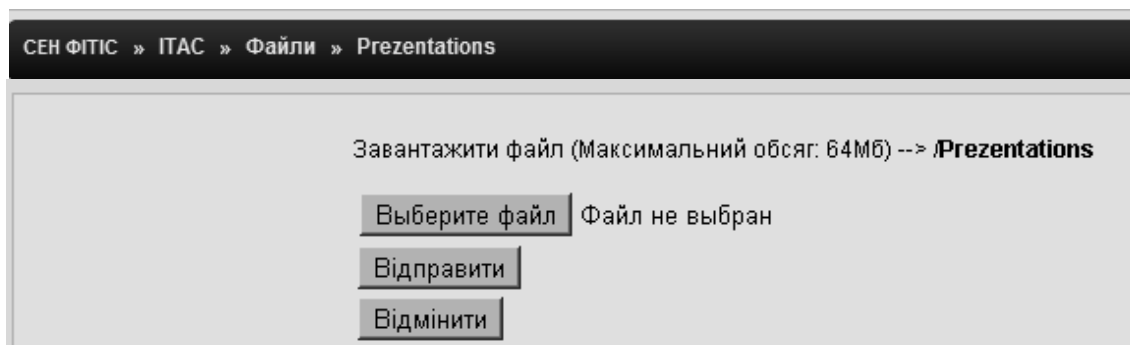 СЕН ФІТІС » ІТАС » Файли » Prezentations
Завантажити файл (Максимальний обсяг: 64Мб) --> /Prezentations
Выберите файл Файл не выбран
Відправити
Відмінити